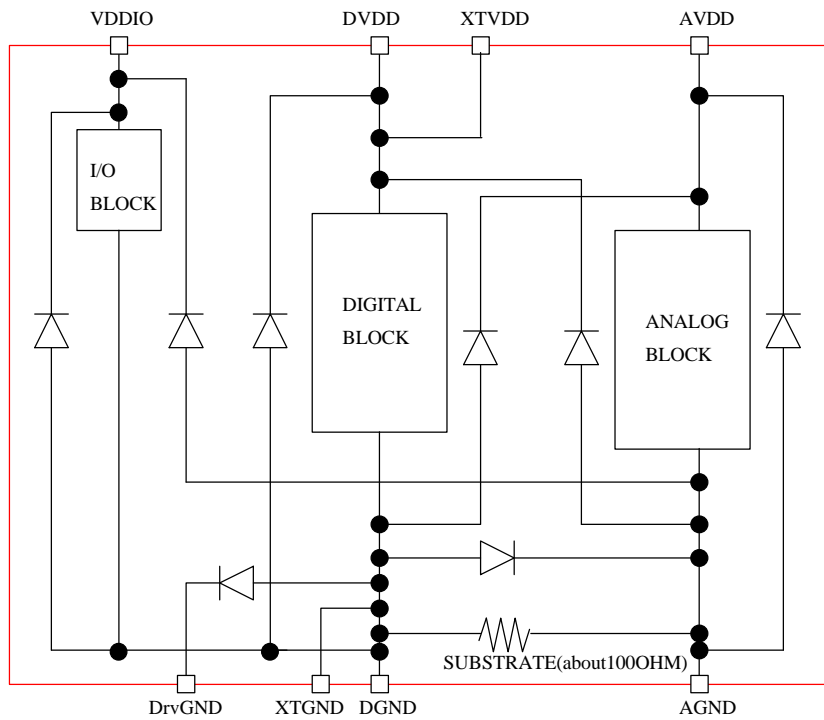 VDDIO DVDD XTVDD AVDD
I/O
BLOCK
DIGITAL
BLOCK
ANALOG
BLOCK
SUBSTRATE(about100OHM)
DrvGND XTGND DGND AGND